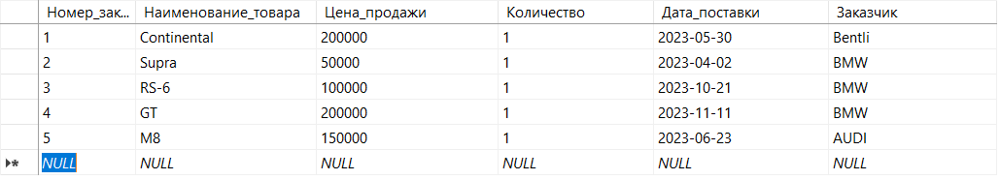 Номер_зак... Наименование_товара Цена_продажи Количество Дата_поставки Заказчик
1 Continental 200000 1 2023-05-30 Bentli
2 Supra 50000 1 2023-04-02 BMW
3 RS-6 100000 1 2023-10-21 BMW
4 GT 200000 1 2023-11-11 BMW
5 M8 150000 1 2023-06-23 AUDI
NULL NULL NULL NULL NULL NULL